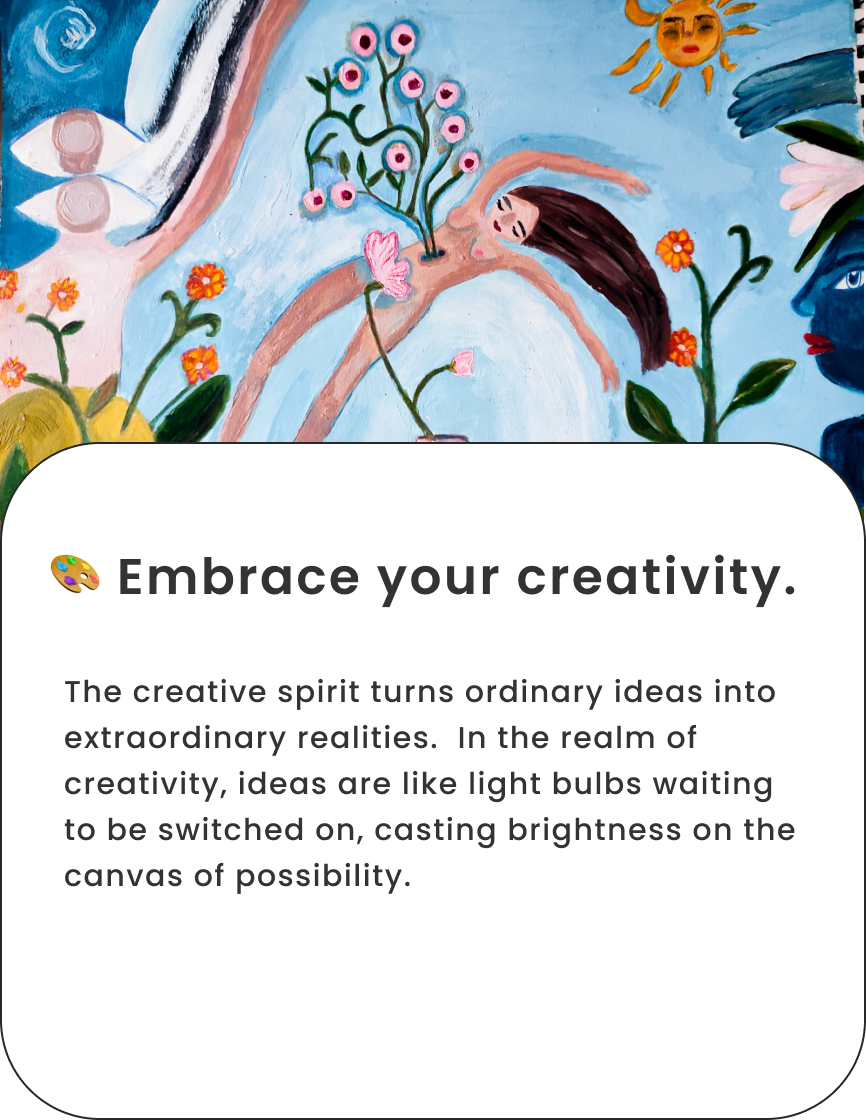 🎨 Embrace your creativity.
The creative spirit turns ordinary ideas into
extraordinary realities.  In the realm of
creativity, ideas are like light bulbs waiting
to be switched on, casting brightness on the
canvas of possibility.